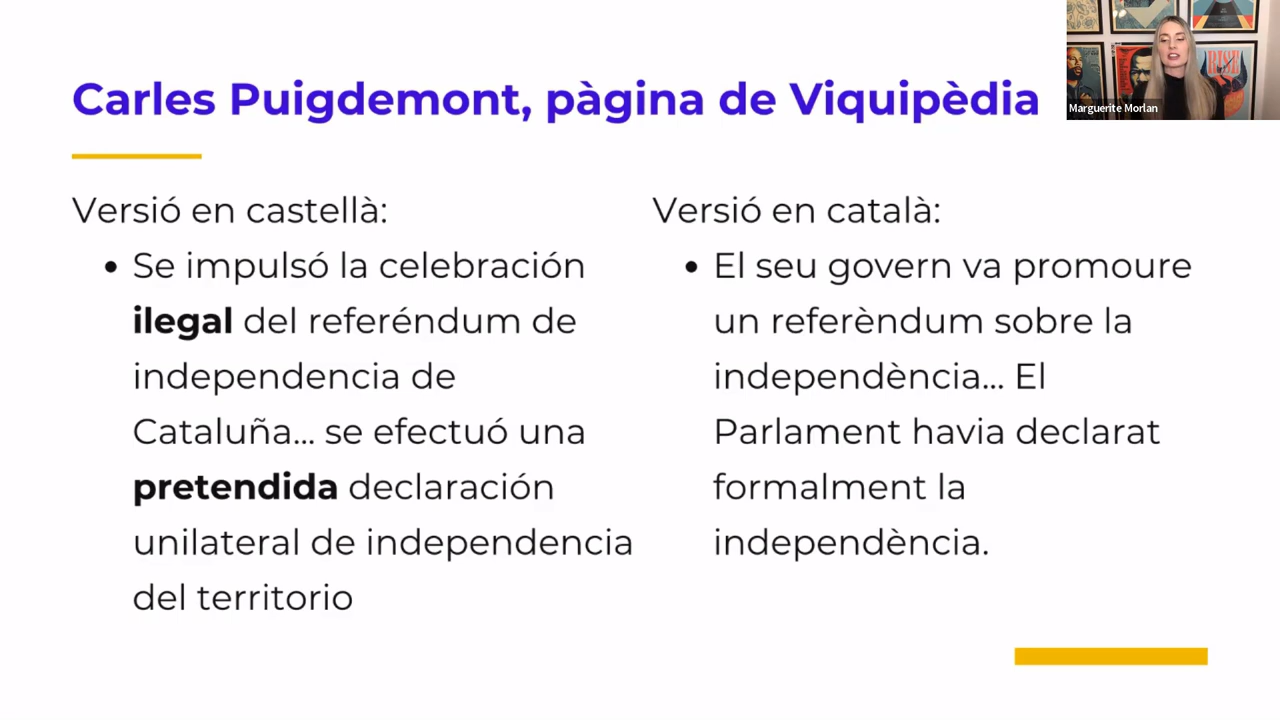 Carles Puigdemont, pàgina de Viquipèdia
Marguerite Morlan
RISE
Versió en castellà:
Se impulsó la celebración
ilegal del referéndum de
independencia de
Cataluña... se efectuó una
pretendida declaración
unilateral de independencia
del territorio
Versió en català:
El seu govern va promoure
un referèndum sobre la
independència... El
Parlament havia declarat
formalment la
independència.